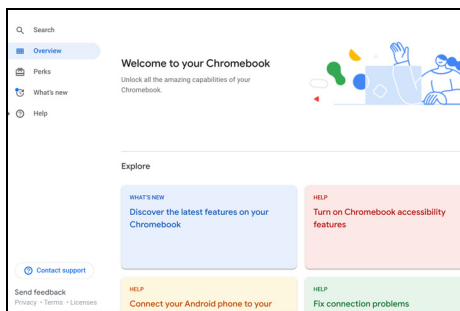 Search
Overview
Perks
What's new
Help
Contact support
Send feedback
Privacy • Terms • Licenses
Welcome to your Chromebook
Unlock all the amazing capabilities of your
Chromebook.
Explore
WHAT'S NEW
Discover the latest features on your
Chromebook
HELP
Turn on Chromebook accessibility
features
HELP
Connect your Android phone to your
HELP
Fix connection problems